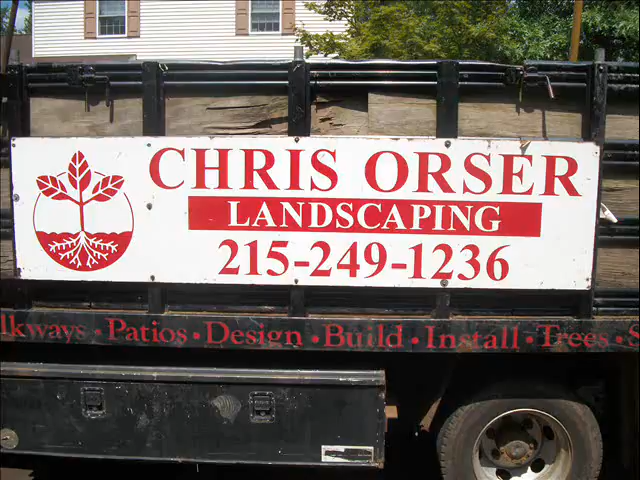 CHRIS ORSER
LANDSCAPING
215-249-1236
lkways • Patios • Design • Build • Install • Trees • S